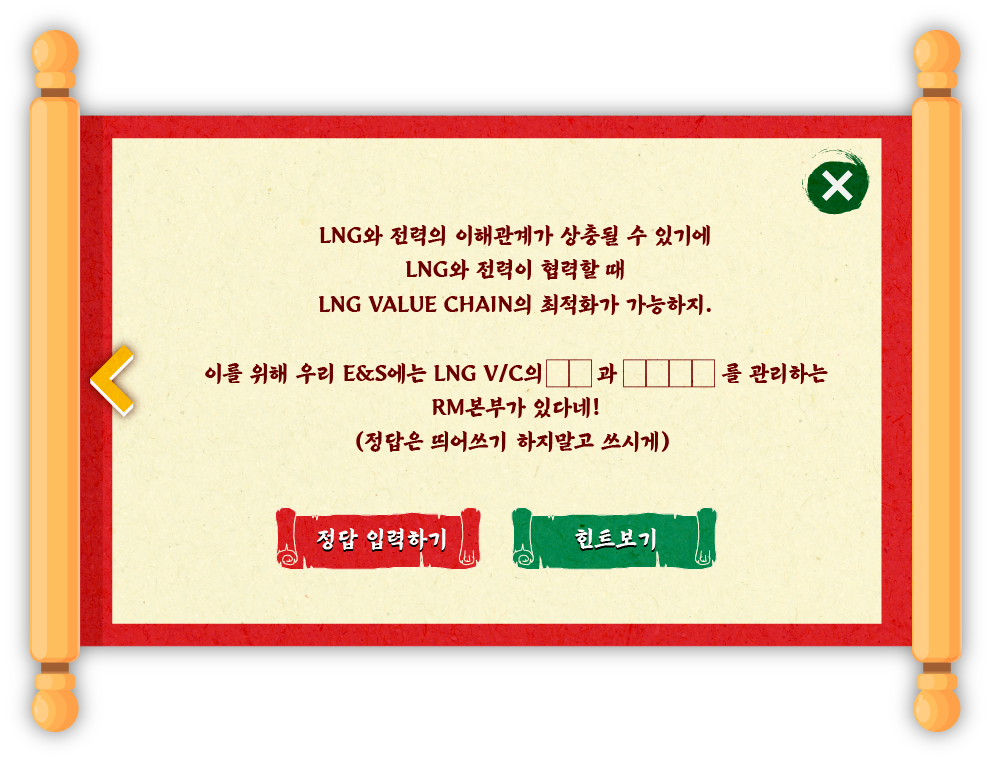 LNG와 전력의 이해관계가 상충될 수 있기에
LNG와 전력이 협력할 때
LNG VALUE CHAIN의 최적화가 가능하지.
이를 위해 우리 E&S에는 LNG V/C의 □□ 과 □□□□ 를 관리하는
RM본부가 있다네!
(정답은 띄어쓰기 하지말고 쓰시게)
정답 입력하기
힌트보기